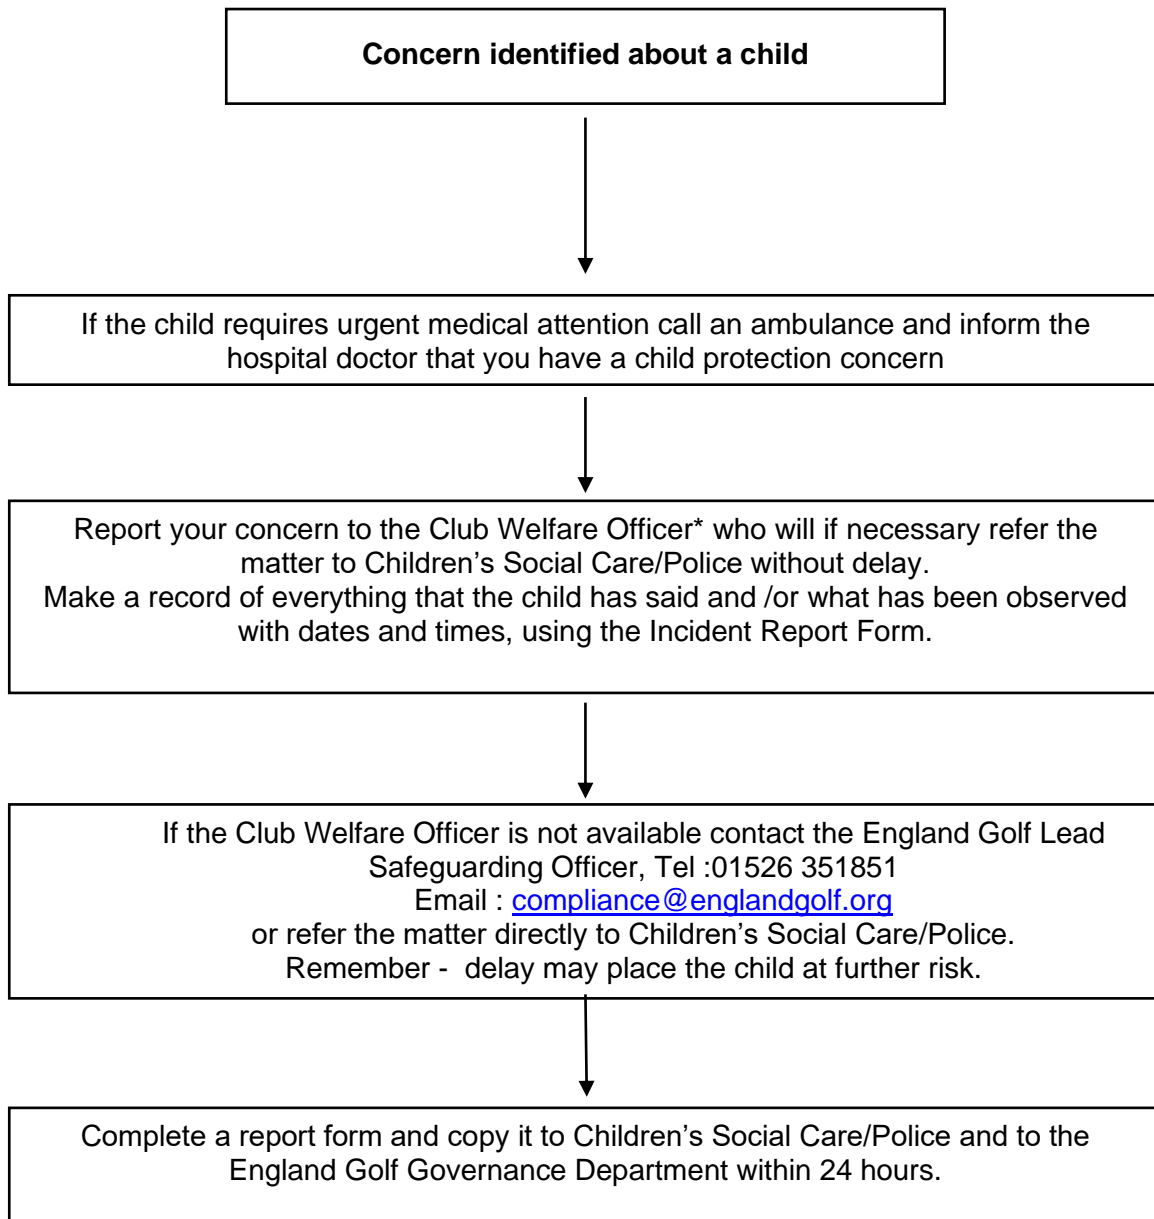 Concern identified about a child
If the child requires urgent medical attention call an ambulance and inform the
hospital doctor that you have a child protection concern
Report your concern to the Club Welfare Officer* who will if necessary refer the
matter to Children’s Social Care/Police without delay.
Make a record of everything that the child has said and /or what has been observed
with dates and times, using the Incident Report Form.
If the Club Welfare Officer is not available contact the England Golf Lead
Safeguarding Officer, Tel :01526 351851
Email : compliance@englandgolf.org
or refer the matter directly to Children’s Social Care/Police.
Remember -  delay may place the child at further risk.
Complete a report form and copy it to Children’s Social Care/Police and to the
England Golf Governance Department within 24 hours.